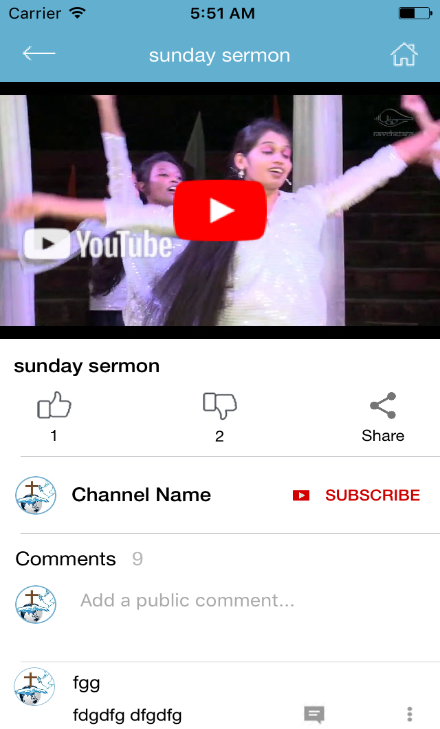 Carrier 5:51 AM
sunday sermon
YouTube
sunday sermon
1 2 Share
Channel Name SUBSCRIBE
Comments 9
Add a public comment...
fgg
fdgdfg dfgdfg